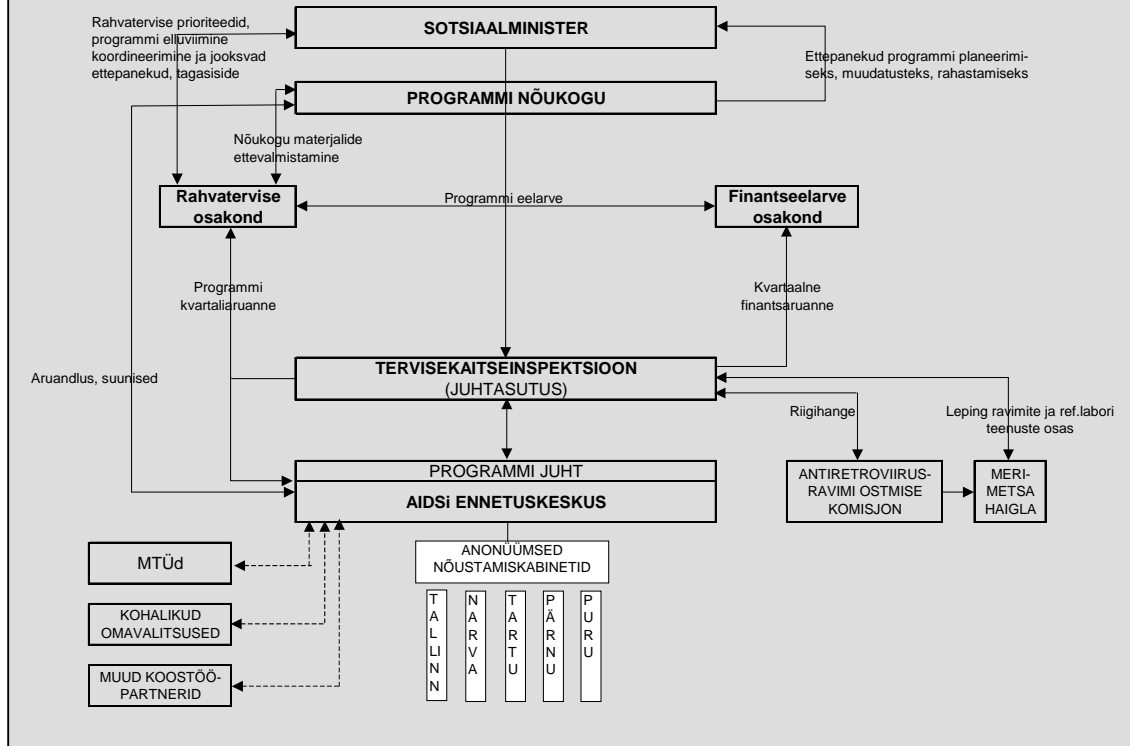 Rahvatervise prioriteedid,
programmi elluviimine
koordineerimine ja jooksvad
ettepanekud, tagasiside
SOTSIAALMINISTER
Ettepanekud programmi planeerimi-
seks, muudatusteks, rahastamiseks
PROGRAMMI NÕUKOGU
Nõukogu materjalide
ettevalmistamine
Rahvatervise
osakond
Programmi eelarve
Finantseelarve
osakond
Programmi
kvartaliaruanne
Kvartaalne
finantsaruanne
Aruandlus, suunised
TERVISEKAITSEINSPEKTSIOON
(JUHTASUTUS)
Riigihange
Leping ravimite ja ref.labori
teenuste osas
PROGRAMMI JUHT
AIDSi ENNETUSKESKUS
ANTIRETROVIIRUS-
RAVIMI OSTMISE
KOMISJON
MERI-
METSA
HAIGLA
MTÜd
KOHALIKUD
OMAVALITSUSED
MUUD KOOSTÖÖ-
PARTNERID
ANONÜÜMSED
NÕUSTAMISKABINETID
TALLINN
NARVA
TARTU
PÄRNU
PURU